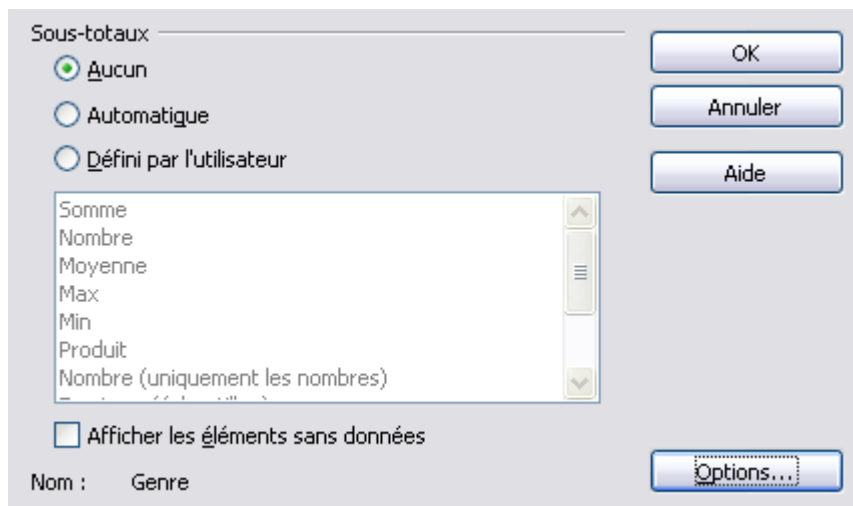 Sous-totaux
Aucun
Automatique
Défini par l'utilisateur
Somme
Nombre
Moyenne
Max
Min
Produit
Nombre (uniquement les nombres)
Afficher les éléments sans données
Nom : Genre
OK
Annuler
Aide
Options...